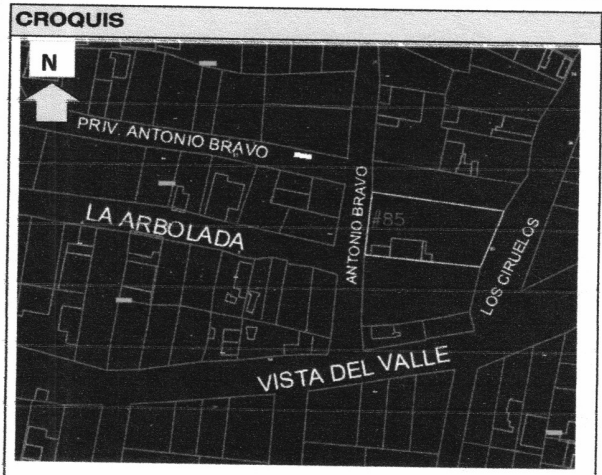 CROQUIS
N
PRIV. ANTONIO BRAVO
LA ARBOLADA
ANTONIO BRAVO
#85
LOS CIRUELOS
VISTA DEL VALLE